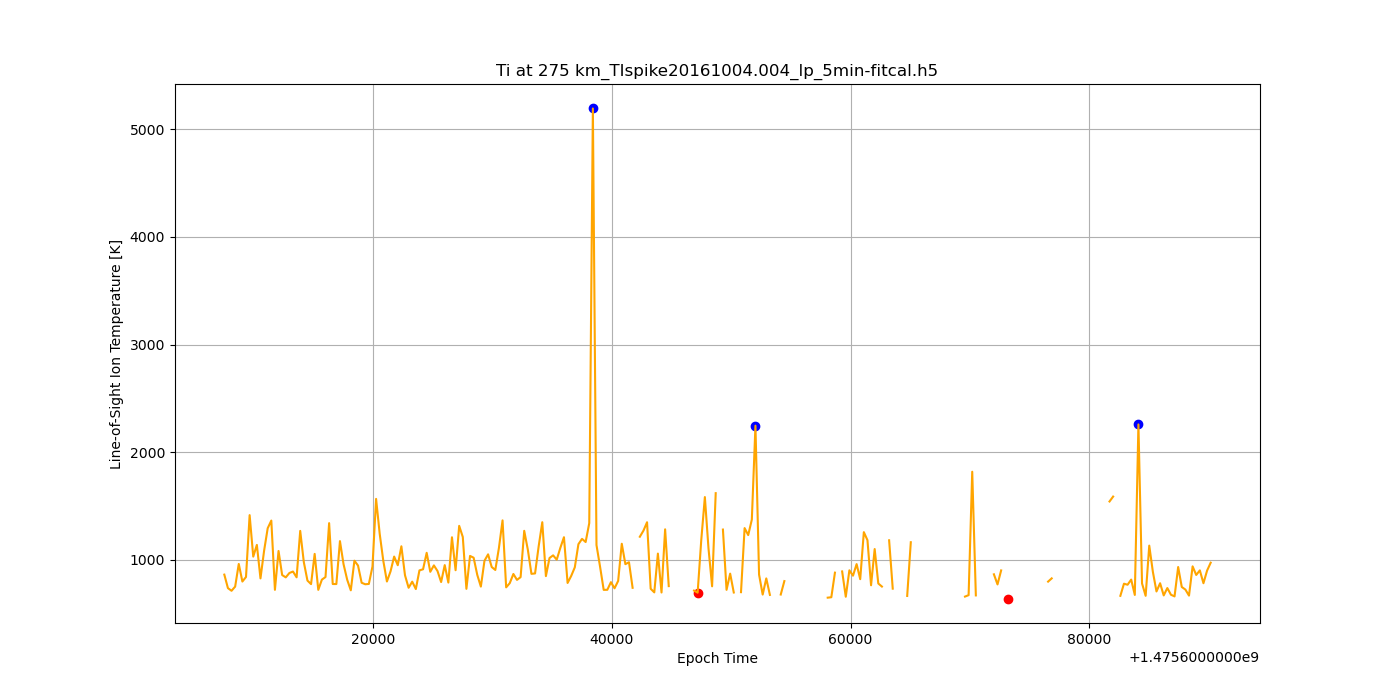 Ti at 275 km_TIspike20161004.004_lp_5min-fitcal.h5
Line-of-Sight Ion Temperature [K]
5000
4000
3000
2000
1000
20000
40000
60000
80000
Epoch Time
+1.4756000000e9